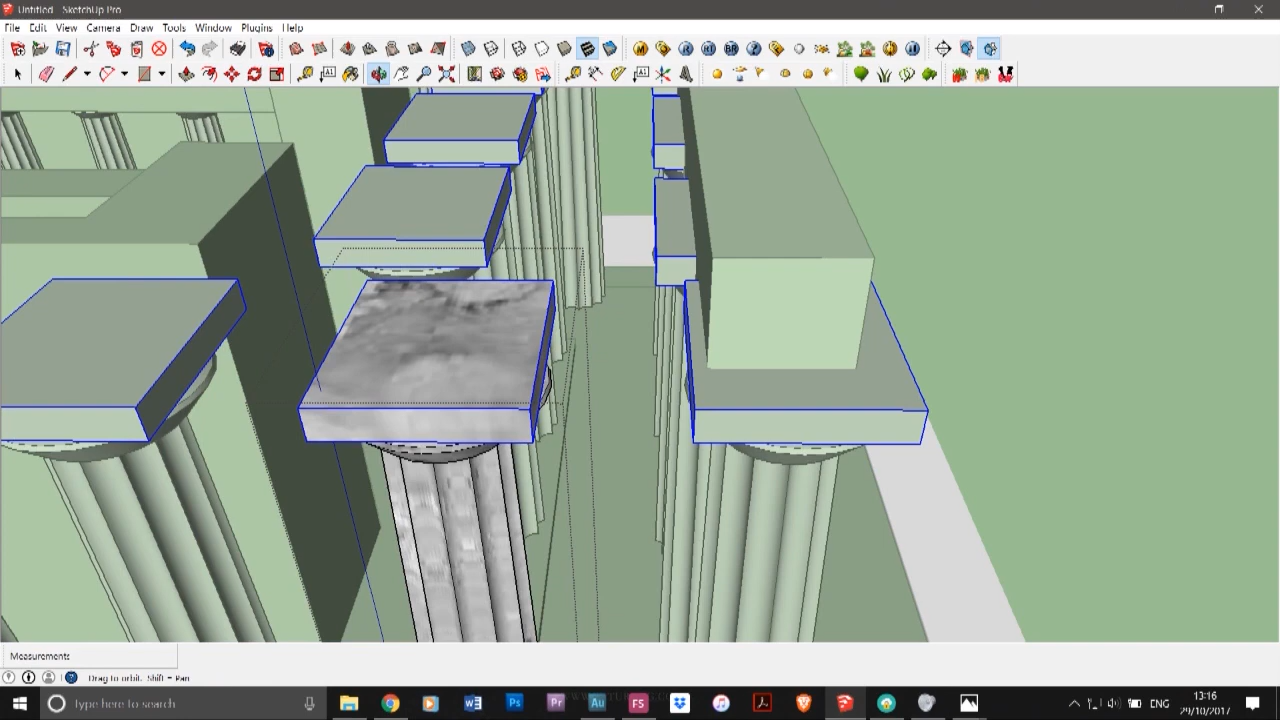 Untitled - SketchUp Pro
File Edit View Camera Draw Tools Window Plugins Help
Measurements
Drag to orbit. Shift = Pan
Type here to search
ENG
13:16
29/10/2017